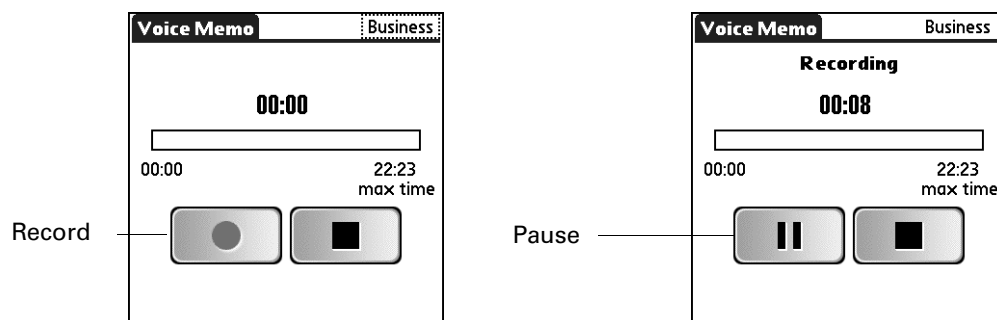 Voice Memo Business
00:00
00:00 22:23
max time
Record
Voice Memo Business
Recording
00:08
00:00 22:23
max time
Pause